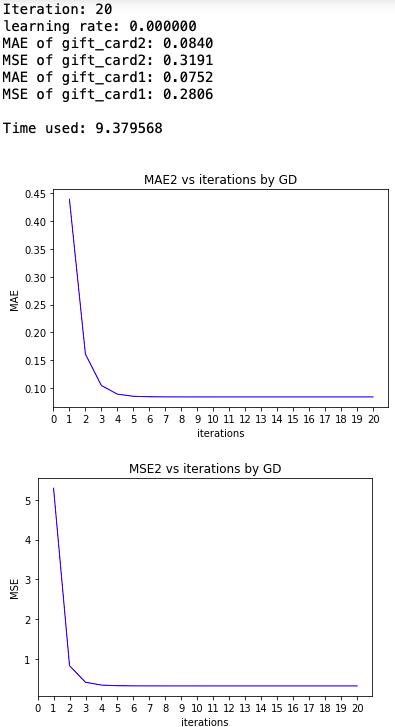 Iteration: 20
learning rate: 0.000000
MAE of gift_card2: 0.0840
MSE of gift_card2: 0.3191
MAE of gift_card1: 0.0752
MSE of gift_card1: 0.2806
Time used: 9.379568
MAE2 vs iterations by GD
0.45
0.40
0.35
0.30
0.25
0.20
0.15
0.10
MAE
0 1 2 3 4 5 6 7 8 9 10 11 12 13 14 15 16 17 18 19 20
iterations
MSE2 vs iterations by GD
5
4
3
2
1
MSE
0 1 2 3 4 5 6 7 8 9 10 11 12 13 14 15 16 17 18 19 20
iterations